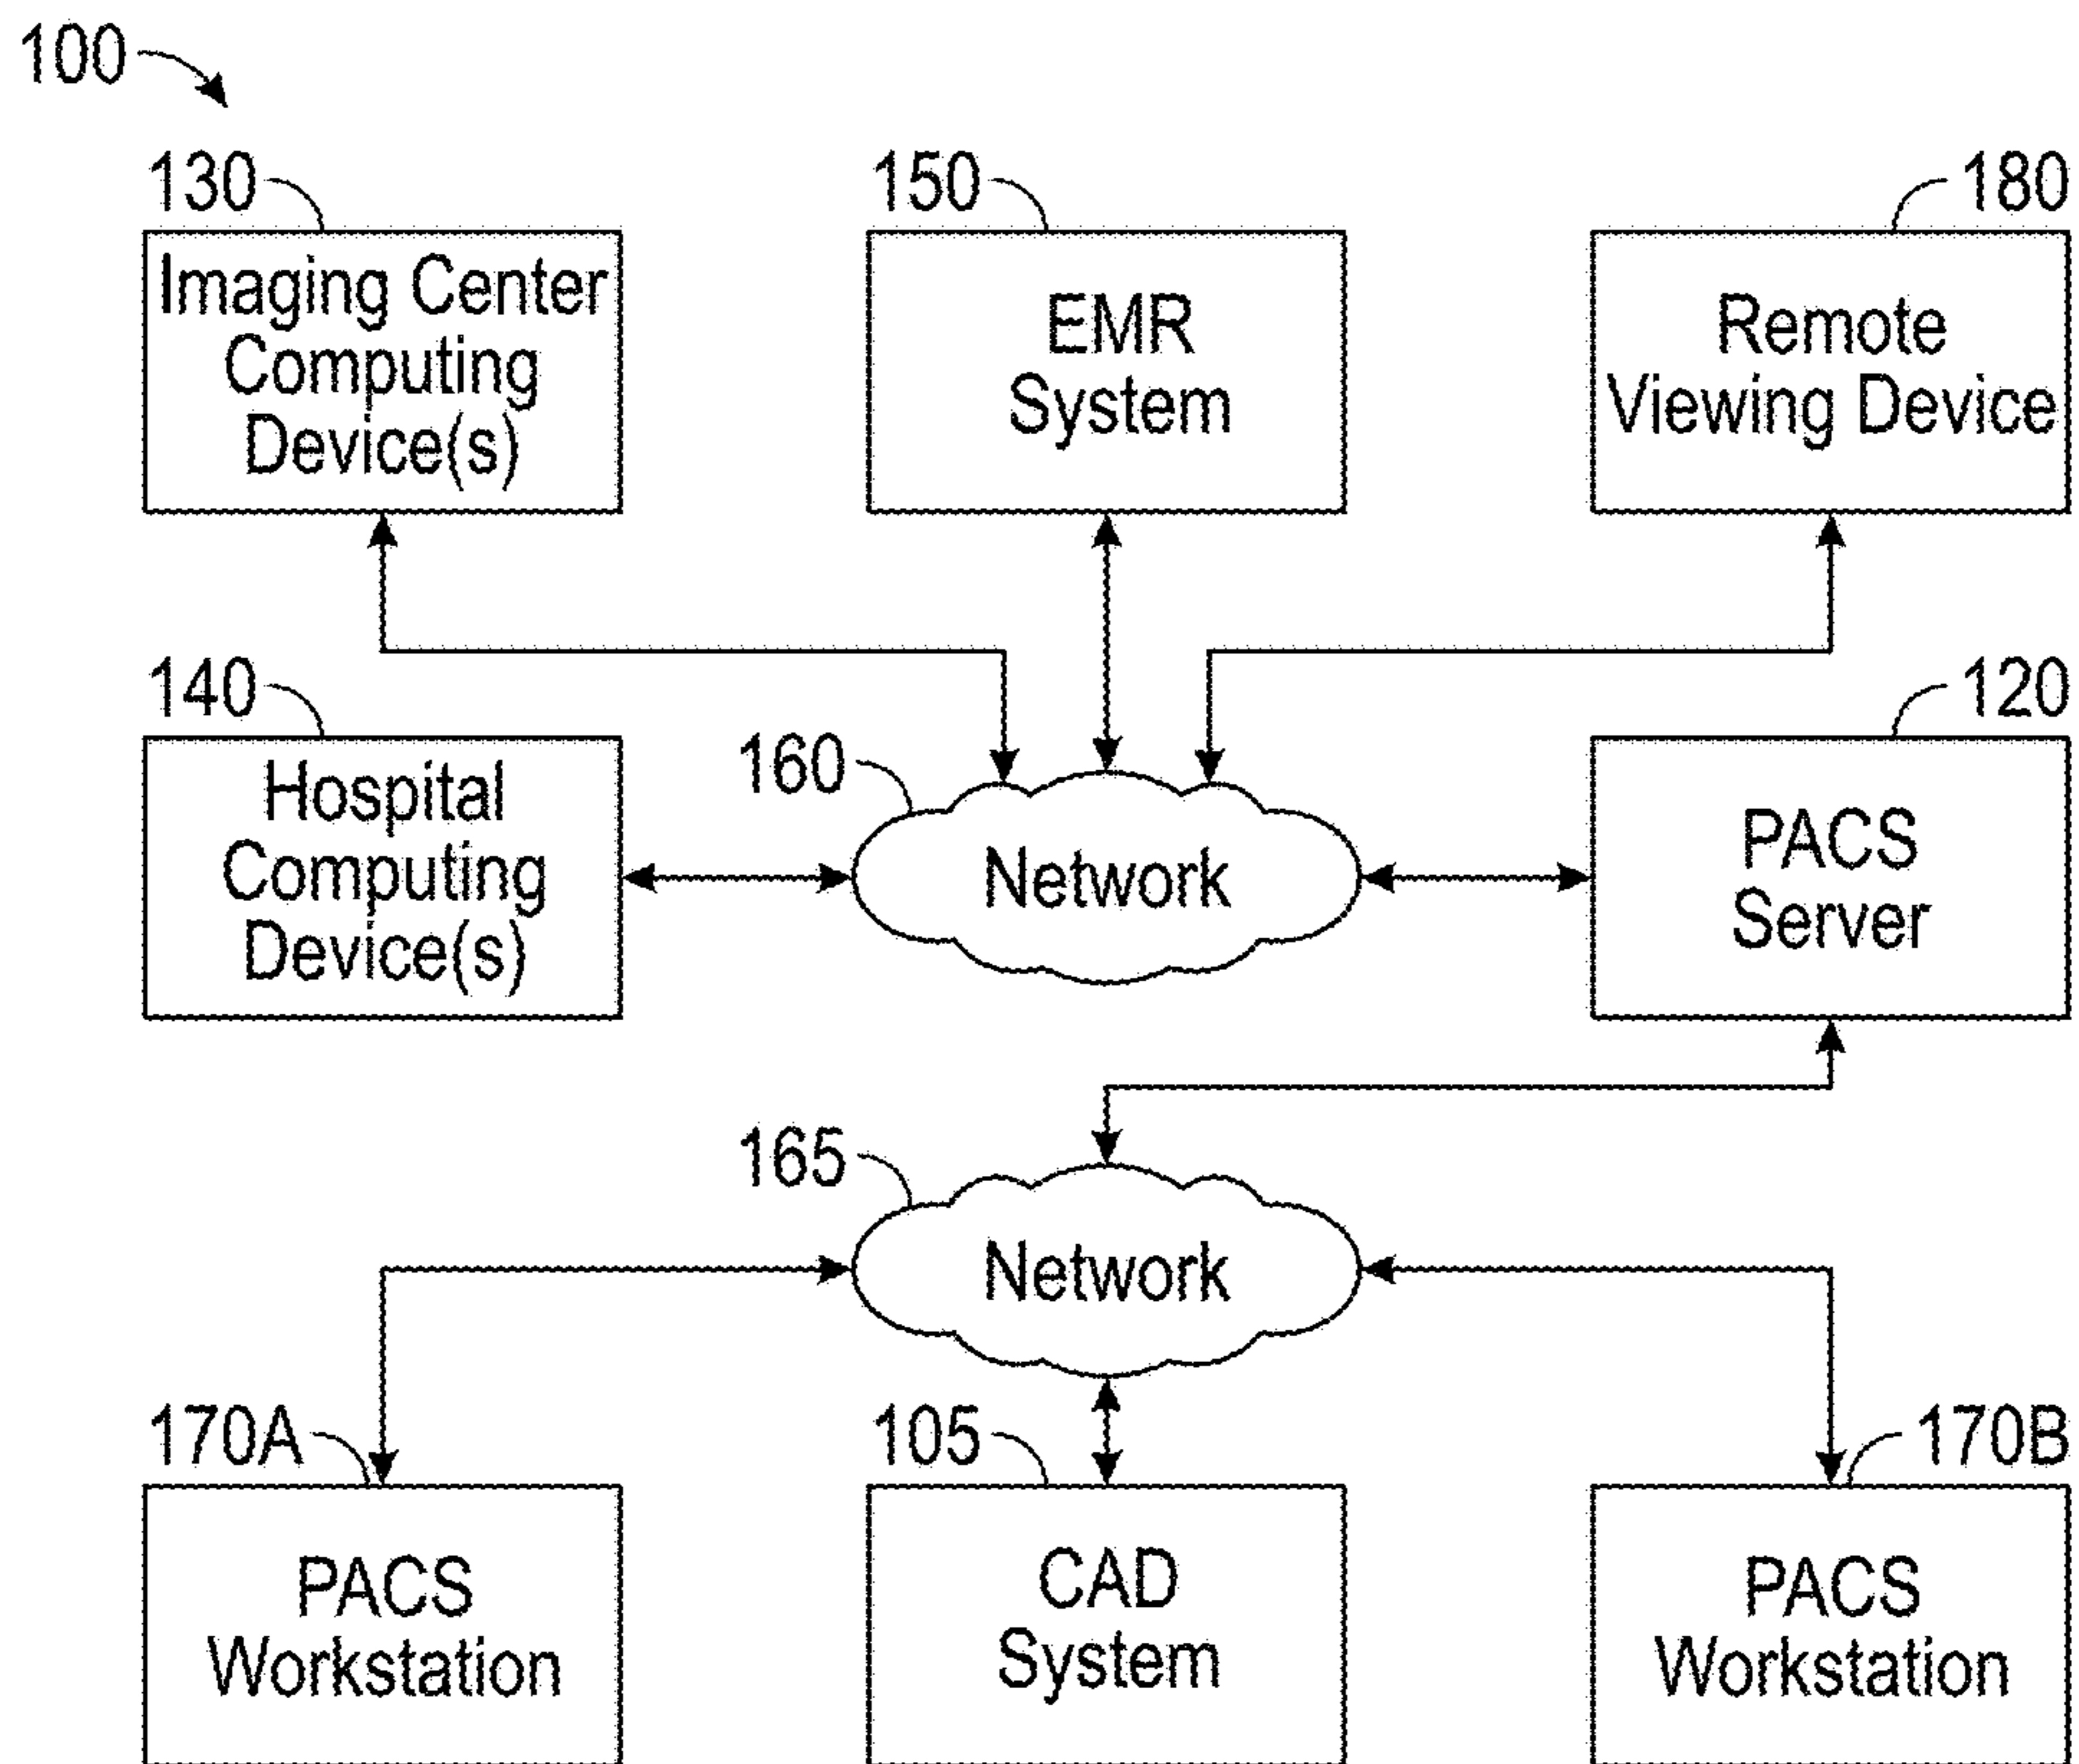 100
130
Imaging Center
Computing
Device(s)
150
EMR
System
180
Remote
Viewing Device
140
Hospital
Computing
Device(s)
160
Network
120
PACS
Server
165
Network
170A
PACS
Workstation
105
CAD
System
170B
PACS
Workstation